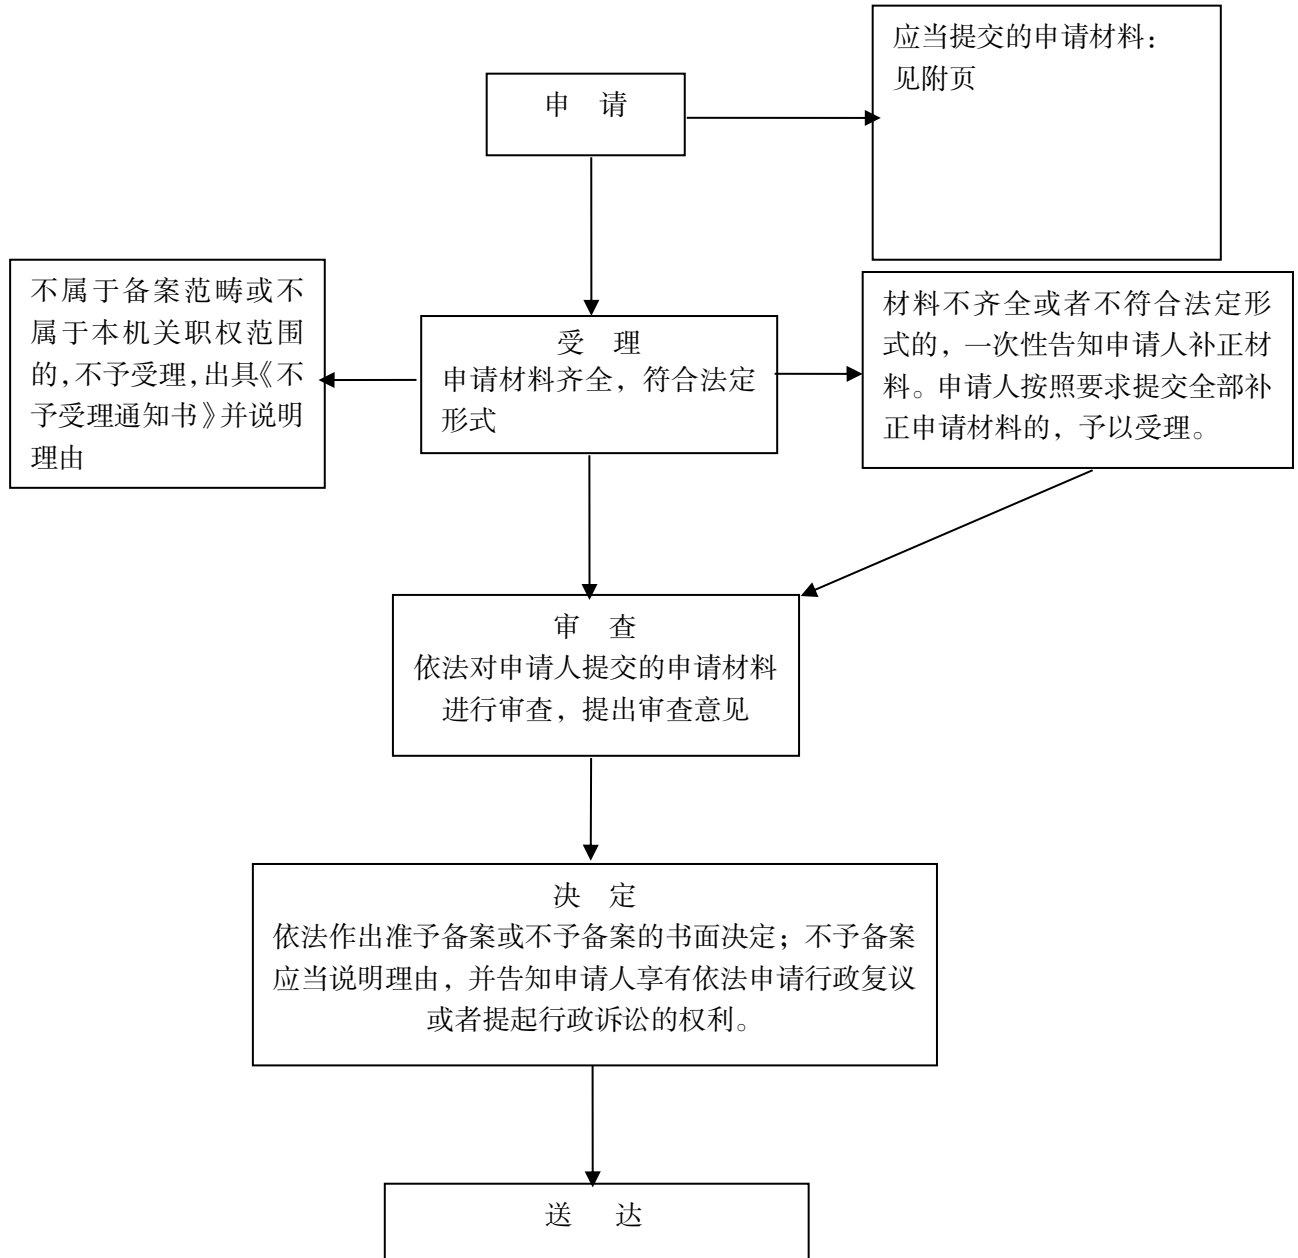 申 请
应当提交的申请材料：
见附页
不属于备案范畴或不
属于本机关职权范围
的，不予受理，出具《不
予受理通知书》并说明
理由
受 理
申请材料齐全，符合法定
形式
材料不齐全或者不符合法定形
式的，一次性告知申请人补正材
料。申请人按照要求提交全部补
正申请材料的，予以受理。
审 查
依法对申请人提交的申请材料
进行审查，提出审查意见
决 定
依法作出准予备案或不予备案的书面决定；不予备案
应当说明理由，并告知申请人享有依法申请行政复议
或者提起行政诉讼的权利。
送 达